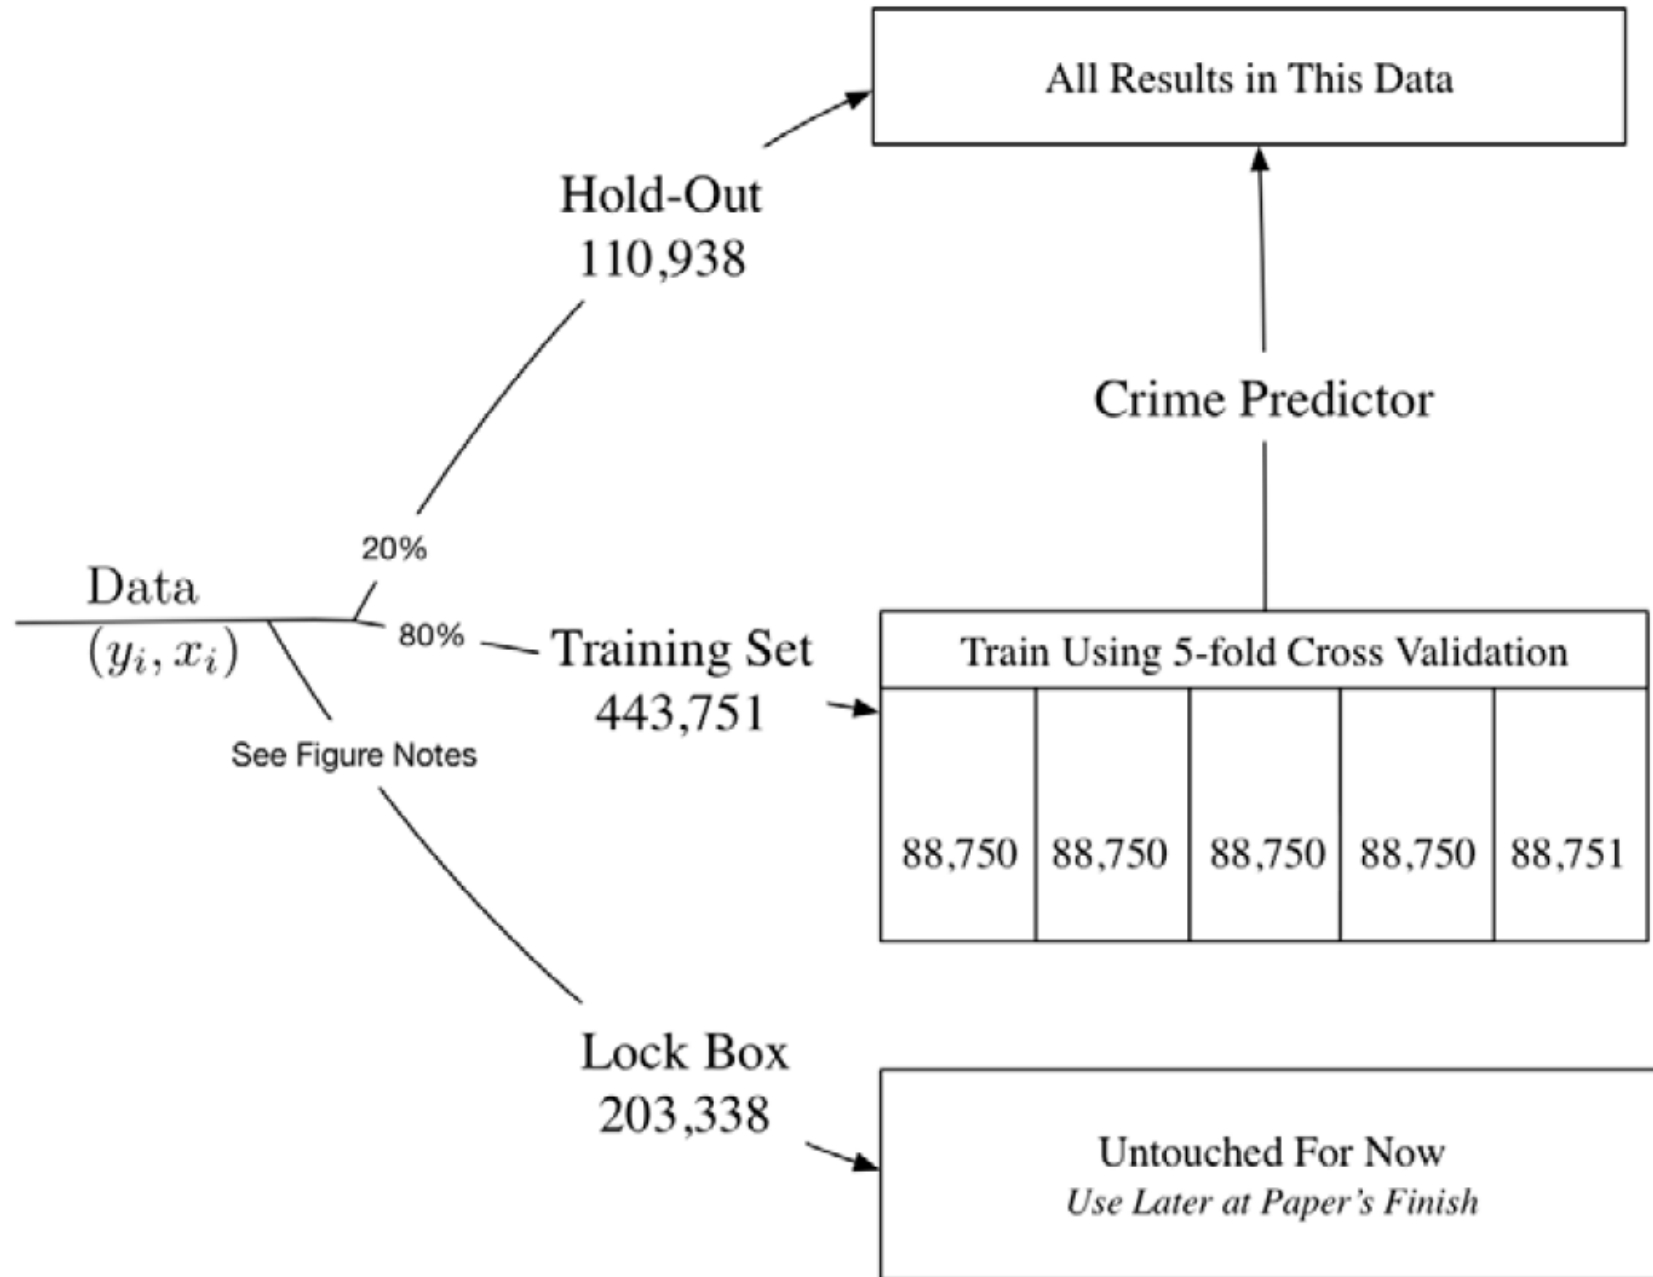 All Results in This Data
Hold-Out
110,938
Crime Predictor
20%
Data
(y_i, x_i)
80%
Training Set
443,751
Train Using 5-fold Cross Validation
88,750 88,750 88,750 88,750 88,751
See Figure Notes
Lock Box
203,338
Untouched For Now
Use Later at Paper's Finish